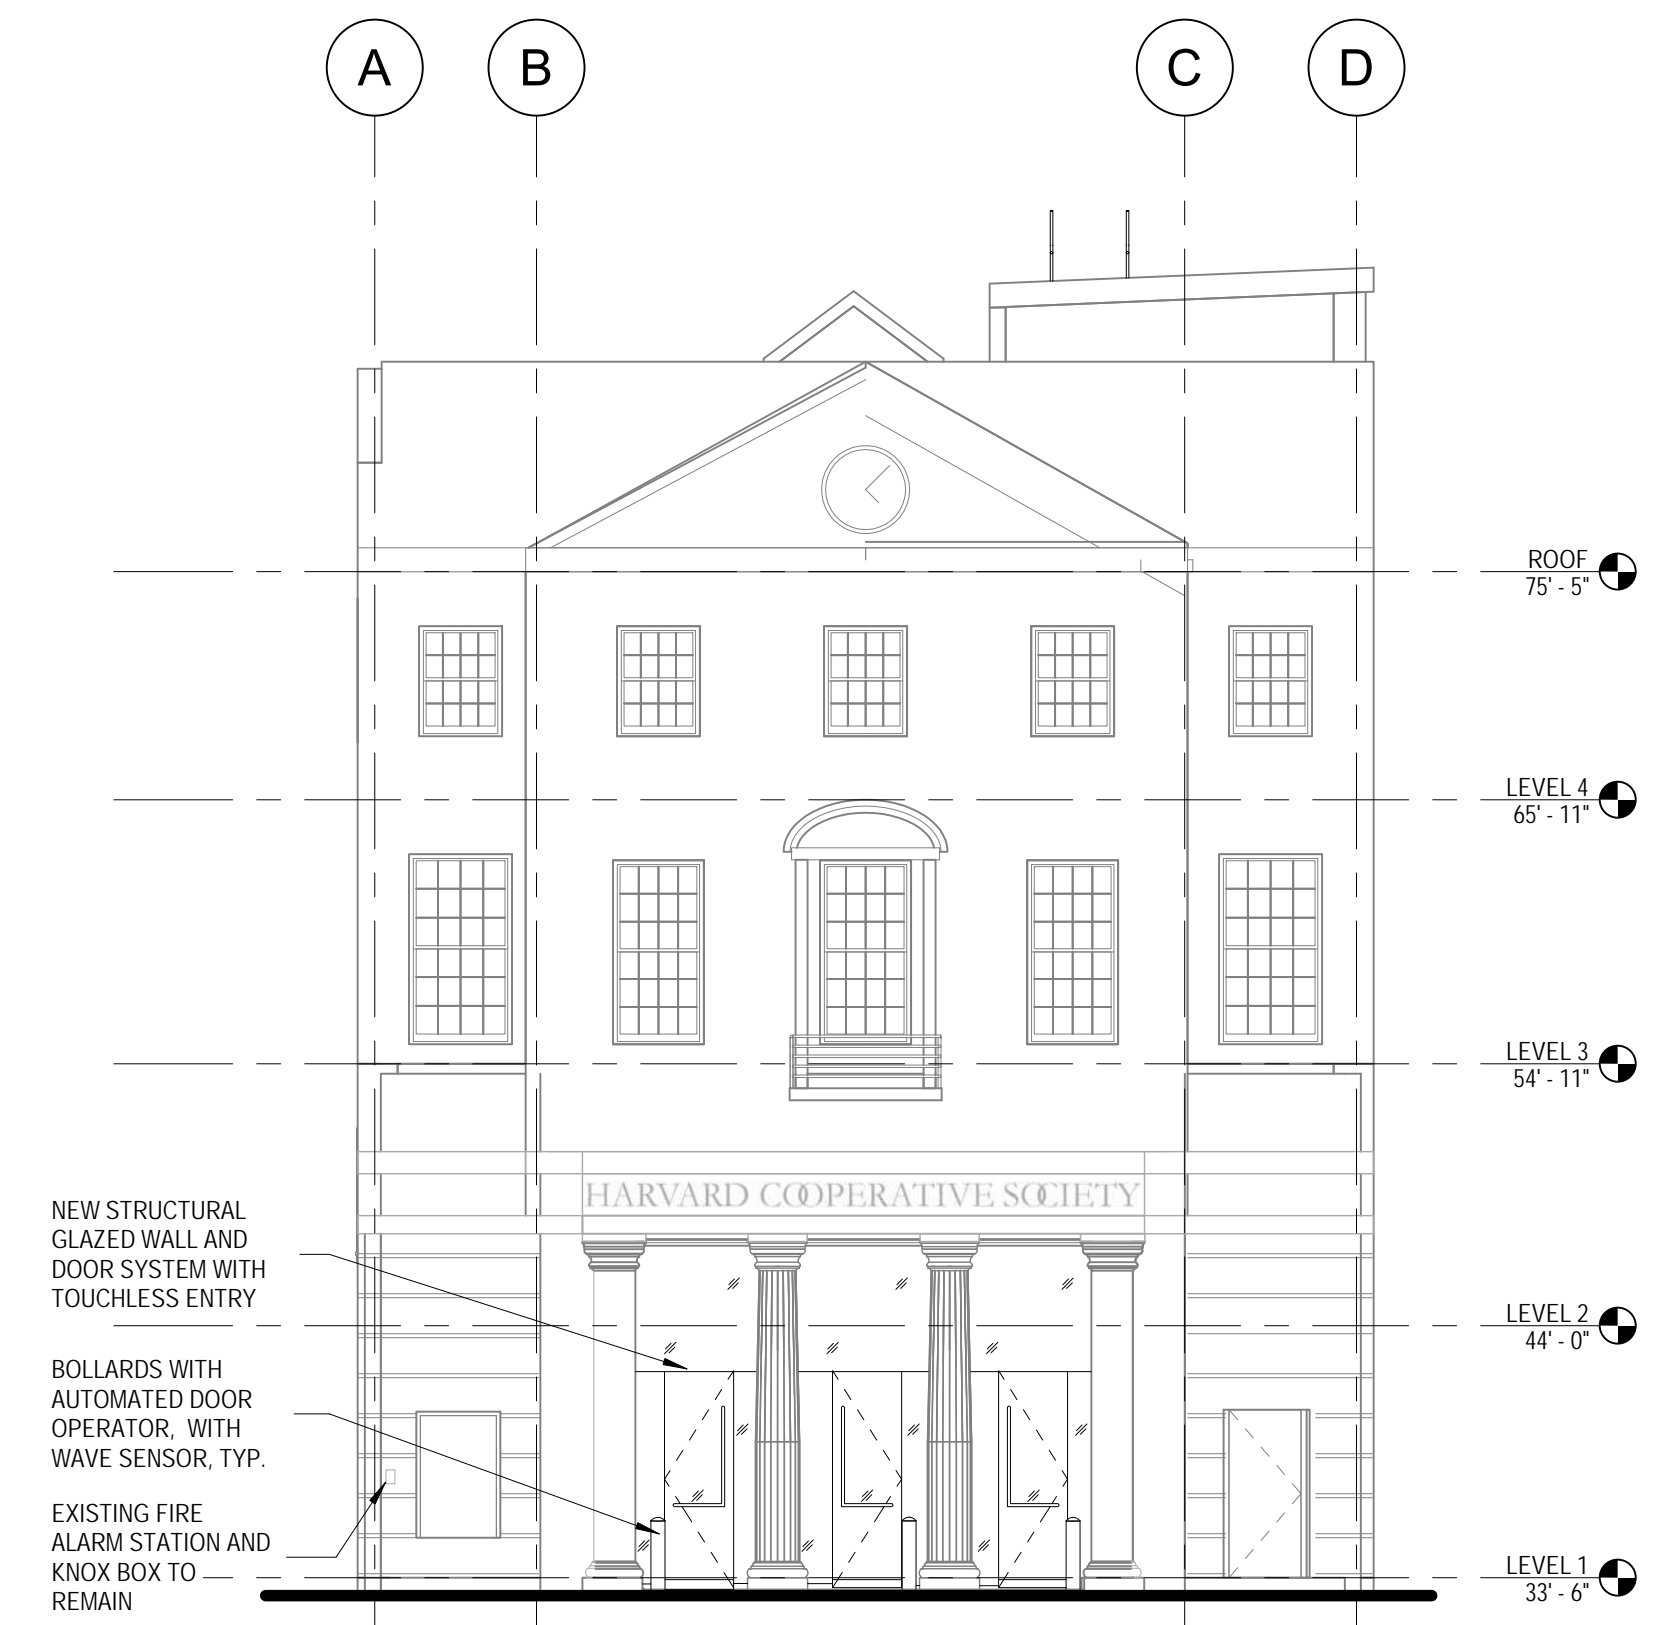 A
B
C
D
ROOF
75' - 5"
LEVEL 4
65' - 11"
LEVEL 3
54' - 11"
HARVARD COOPERATIVE SOCIETY
NEW STRUCTURAL
GLAZED WALL AND
DOOR SYSTEM WITH
TOUCHLESS ENTRY
LEVEL 2
44' - 0"
BOLLARDS WITH
AUTOMATED DOOR
OPERATOR, WITH
WAVE SENSOR, TYP.
EXISTING FIRE
ALARM STATION AND
KNOX BOX TO
REMAIN
LEVEL 1
33' - 6"